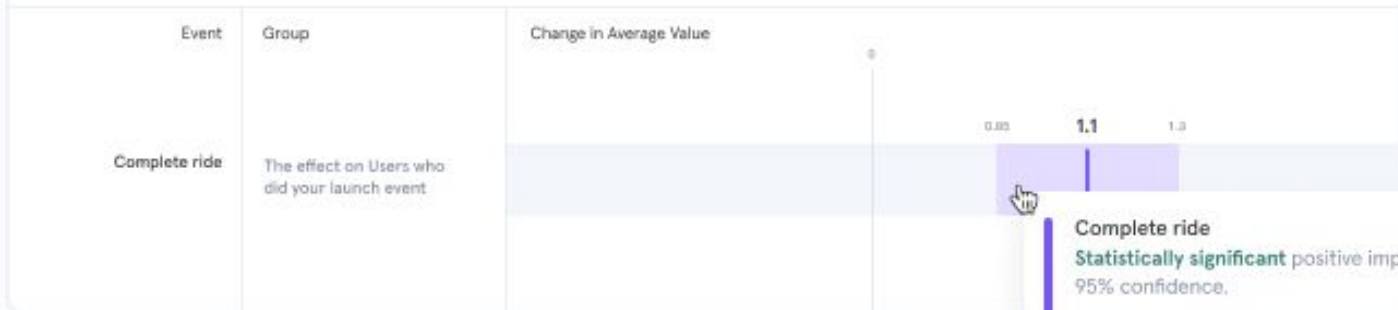 Event Group Change in Average Value
0
0.85 1.1 1.3
Complete ride
The effect on Users who
did your launch event
Complete ride
Statistically significant positive
95% confidence.